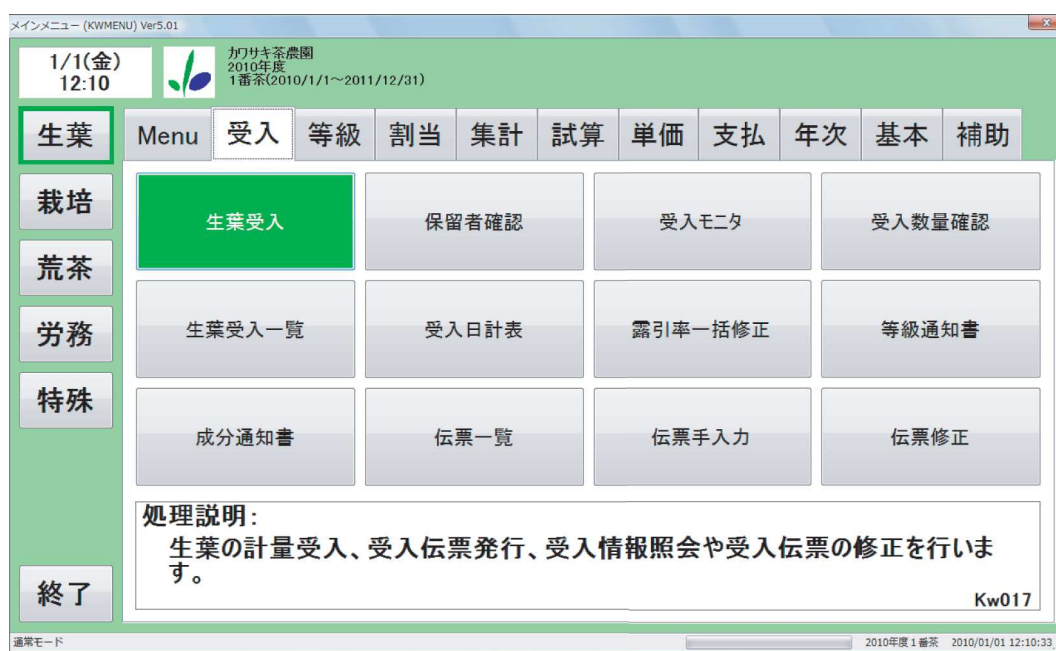 メインメニュー (KWMENU) Ver5.01
1/1(金)
12:10
カワサキ茶農園
2010年度
1番茶(2010/1/1～2011/12/31)
生葉
Menu 受入 等級 割当 集計 試算 単価 支払 年次 基本 補助
栽培
荒茶
労務
特殊
終了
生葉受入 保留者確認 受入モニタ 受入数量確認
生葉受入一覧 受入日計表 露引率一括修正 等級通知書
成分通知書 伝票一覧 伝票手入力 伝票修正
処理説明:
生葉の計量受入、受入伝票発行、受入情報照会や受入伝票の修正を行いま
す。
Kw017
通常モード
2010年度1番茶 2010/01/01 12:10:33